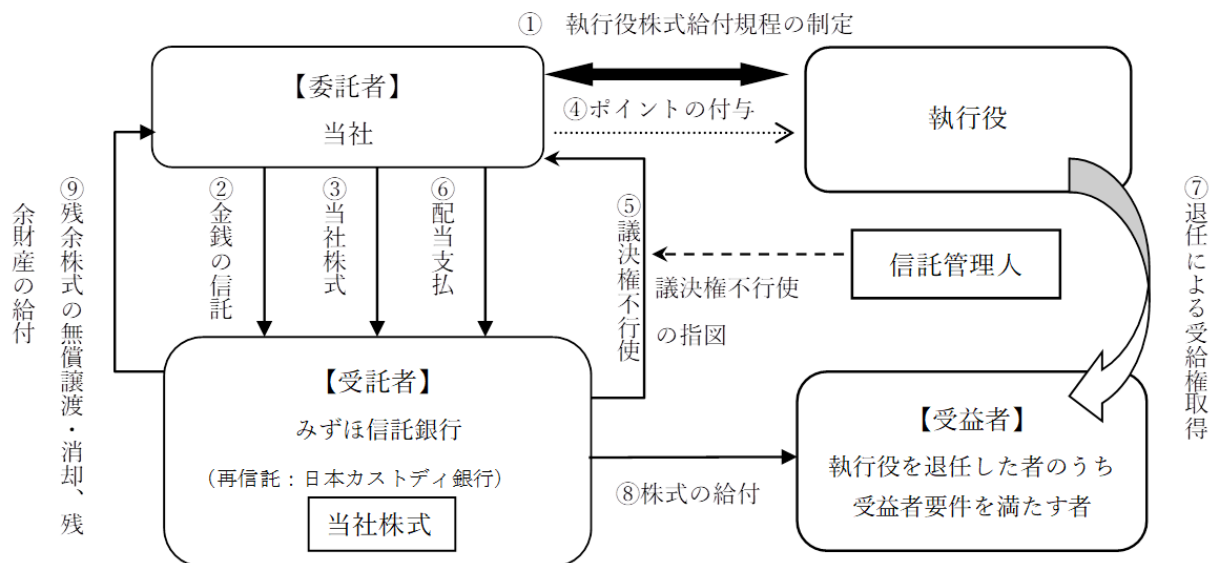 ① 執行役株式給付規程の制定
【委託者】
当社
④ポイントの付与
執行役
⑨残余株式の無償譲渡・消却、残
余財産の給付
②金銭の信託
③当社株式
⑥配当支払
⑤議決権不行使
議決権不行使
の指図
信託管理人
⑦退任による受給権取得
【受託者】
みずほ信託銀行
（再信託：日本カストディ銀行）
当社株式
⑧株式の給付
【受益者】
執行役を退任した者のうち
受益者要件を満たす者